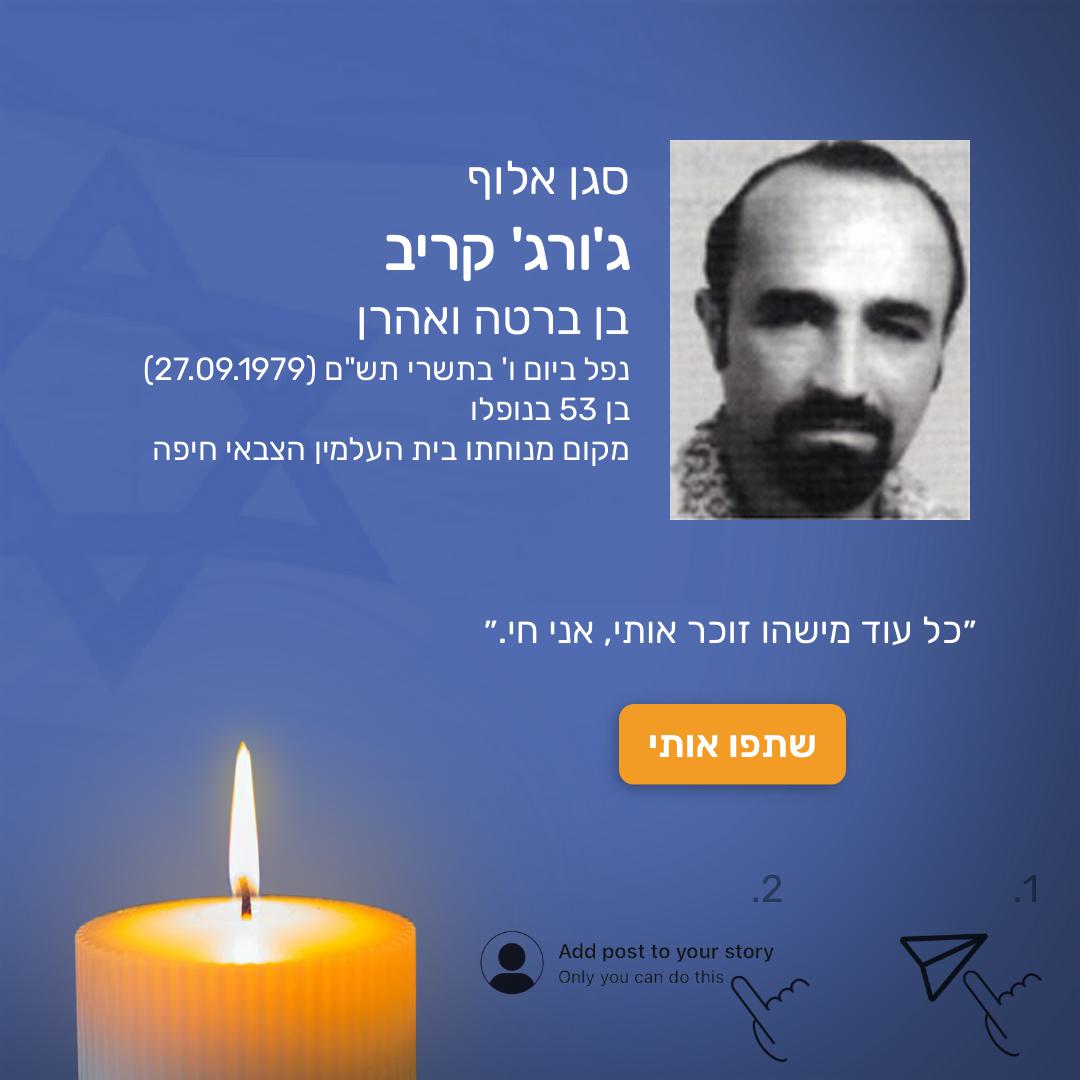 סגן אלוף
ג'ורג' קריב
בן ברטה ואהרן
נפל ביום ו' בתשרי תש"ם (27.09.1979)
בן 53 בנופלו
מקום מנוחתו בית העלמין הצבאי חיפה
״כל עוד מישהו זוכר אותי, אני חי.״
שתפו אותי
1.
2.
Add post to your story
Only you can do this